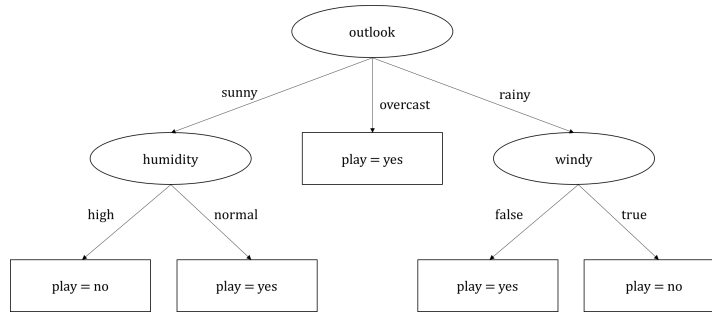 outlook
sunny
overcast
rainy
humidity
play = yes
windy
high
normal
false
true
play = no
play = yes
play = yes
play = no